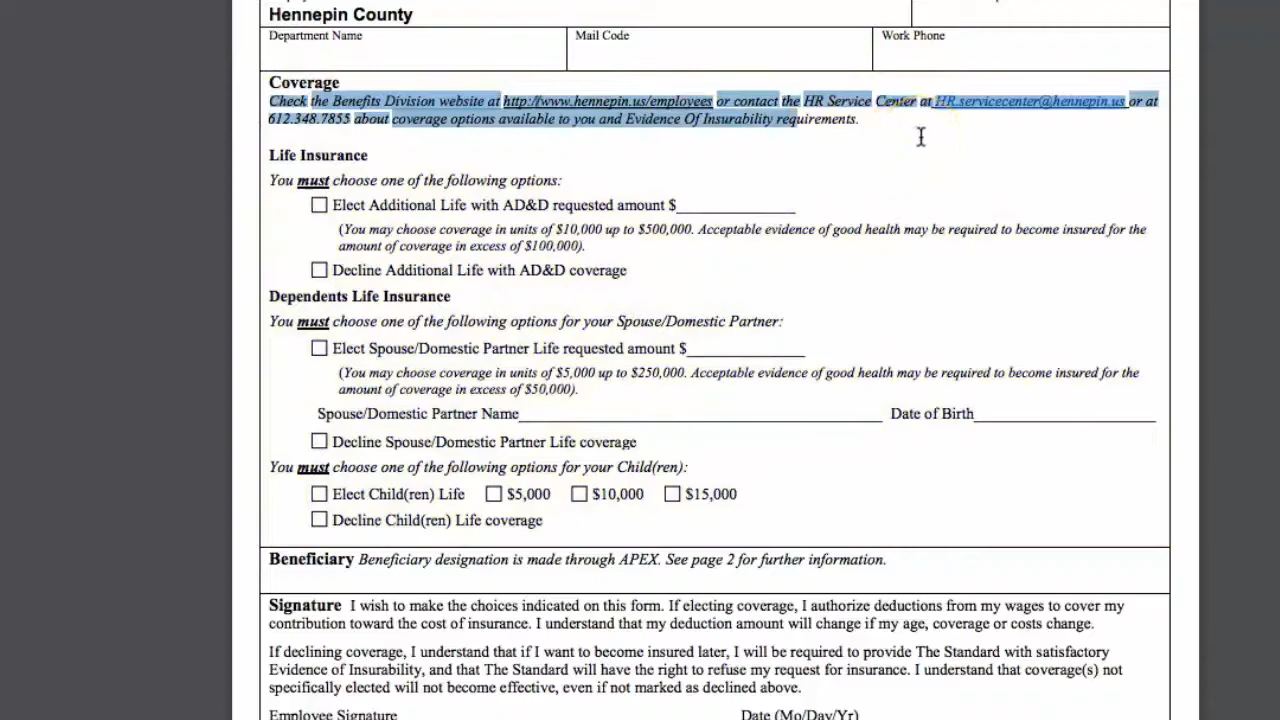 Hennepin County
Department Name Mail Code Work Phone
Coverage
Check the Benefits Division website at http://www.hennepin.us/employees or contact the HR Service Center at HR.servicecenter@hennepin.us or at
612.348.7855 about coverage options available to you and Evidence Of Insurability requirements.
Life Insurance
You must choose one of the following options:
Elect Additional Life with AD&D requested amount $_______________
(You may choose coverage in units of $10,000 up to $500,000. Acceptable evidence of good health may be required to become insured for the
amount of coverage in excess of $100,000).
Decline Additional Life with AD&D coverage
Dependents Life Insurance
You must choose one of the following options for your Spouse/Domestic Partner:
Elect Spouse/Domestic Partner Life requested amount $_______________
(You may choose coverage in units of $5,000 up to $250,000. Acceptable evidence of good health may be required to become insured for the
amount of coverage in excess of $50,000).
Spouse/Domestic Partner Name_______________ Date of Birth_______________
Decline Spouse/Domestic Partner Life coverage
You must choose one of the following options for your Child(ren):
Elect Child(ren) Life $5,000 $10,000 $15,000
Decline Child(ren) Life coverage
Beneficiary Beneficiary designation is made through APEX. See page 2 for further information.
Signature I wish to make the choices indicated on this form. If electing coverage, I authorize deductions from my wages to cover my
contribution toward the cost of insurance. I understand that my deduction amount will change if my age, coverage or costs change.
If declining coverage, I understand that if I want to become insured later, I will be required to provide The Standard with satisfactory
Evidence of Insurability, and that The Standard will have the right to refuse my request for insurance. I understand that coverage(s) not
specifically elected will not become effective, even if not marked as declined above.
Employee Signature Date (Mo/Day/Yr)